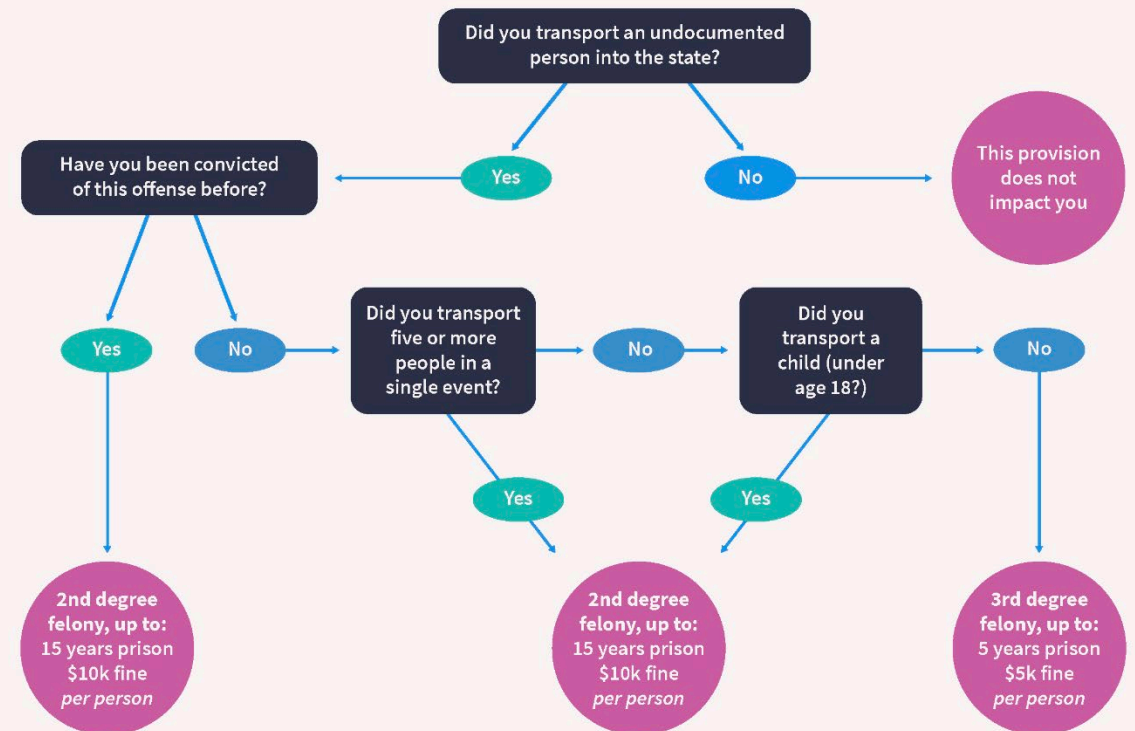 Did you transport an undocumented
person into the state?
Have you been convicted
of this offense before?
Yes
No
This provision
does not
impact you
Yes
No
Did you transport
five or more
people in a
single event?
No
Did you
transport a
child (under
age 18?)
No
Yes
Yes
2nd degree
felony, up to:
15 years prison
$10k fine
per person
2nd degree
felony, up to:
15 years prison
$10k fine
per person
3rd degree
felony, up to:
5 years prison
$5k fine
per person